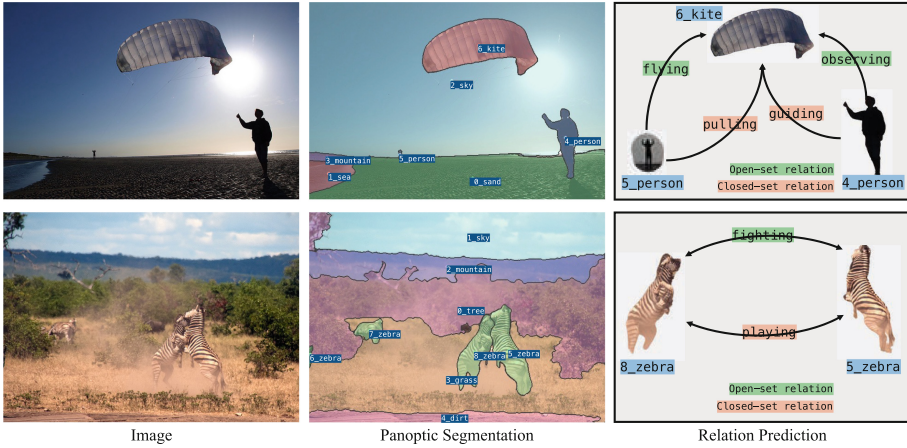 6_kite
2_sky
4_person
5_person
3_mountain
1_sea
0_sand
6_kite
flying
observing
pulling
guiding
5_person
4_person
Open-set relation
Closed-set relation
1_sky
2_mountain
0_tree
7_zebra
6_zebra
8_zebra
5_zebra
3_grass
4_dirt
fighting
playing
8_zebra
5_zebra
Open-set relation
Closed-set relation
Image
Panoptic Segmentation
Relation Prediction